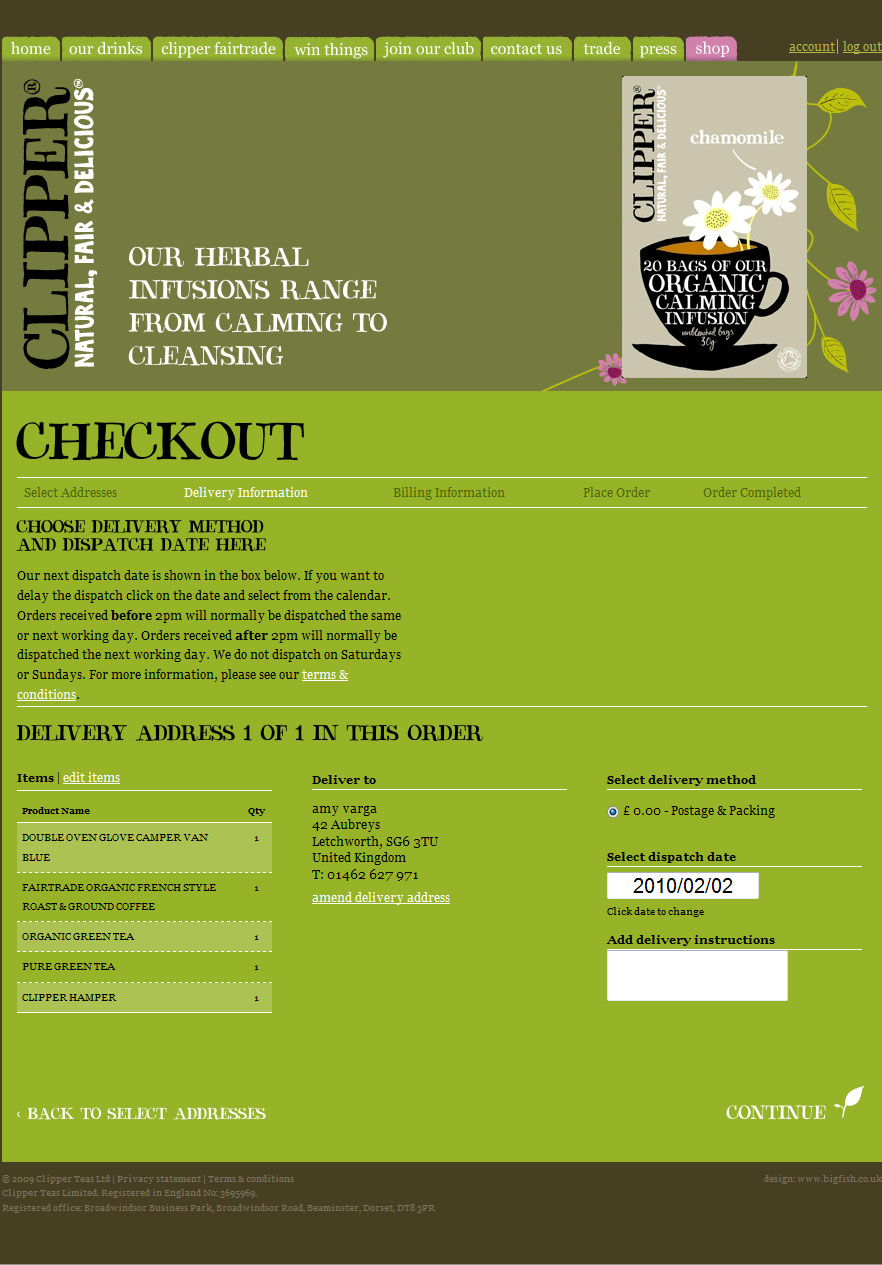 home our drinks clipper fairtrade win things join our club contact us trade press shop account | log out
CLIPPER®
NATURAL, FAIR & DELICIOUS®
OUR HERBAL
INFUSIONS RANGE
FROM CALMING TO
CLEANSING
CLIPPER®
NATURAL, FAIR & DELICIOUS®
chamomile
20 BAGS OF OUR
ORGANIC
CALMING
INFUSION
unbleached bags
30g
CHECKOUT
Select Addresses Delivery Information Billing Information Place Order Order Completed
CHOOSE DELIVERY METHOD
AND DISPATCH DATE HERE
Our next dispatch date is shown in the box below. If you want to
delay the dispatch click on the date and select from the calendar.
Orders received before 2pm will normally be dispatched the same
or next working day. Orders received after 2pm will normally be
dispatched the next working day. We do not dispatch on Saturdays
or Sundays. For more information, please see our terms &
conditions.
DELIVERY ADDRESS 1 OF 1 IN THIS ORDER
Items | edit items
Product Name Qty
DOUBLE OVEN GLOVE CAMPER VAN 1
BLUE
FAIRTRADE ORGANIC FRENCH STYLE 1
ROAST & GROUND COFFEE
ORGANIC GREEN TEA 1
PURE GREEN TEA 1
CLIPPER HAMPER 1
Deliver to
amy varga
42 Aubreys
Letchworth, SG6 3TU
United Kingdom
T: 01462 627 971
amend delivery address
Select delivery method
£ 0.00 - Postage & Packing
Select dispatch date
2010/02/02
Click date to change
Add delivery instructions
‹ BACK TO SELECT ADDRESSES
CONTINUE
© 2009 Clipper Teas Ltd | Privacy statement | Terms & conditions
Clipper Teas Limited. Registered in England No: 3695969.
Registered office: Broadwindsor Business Park, Broadwindsor Road, Beaminster, Dorset, DT8 3PR
design: www.bigfish.co.uk